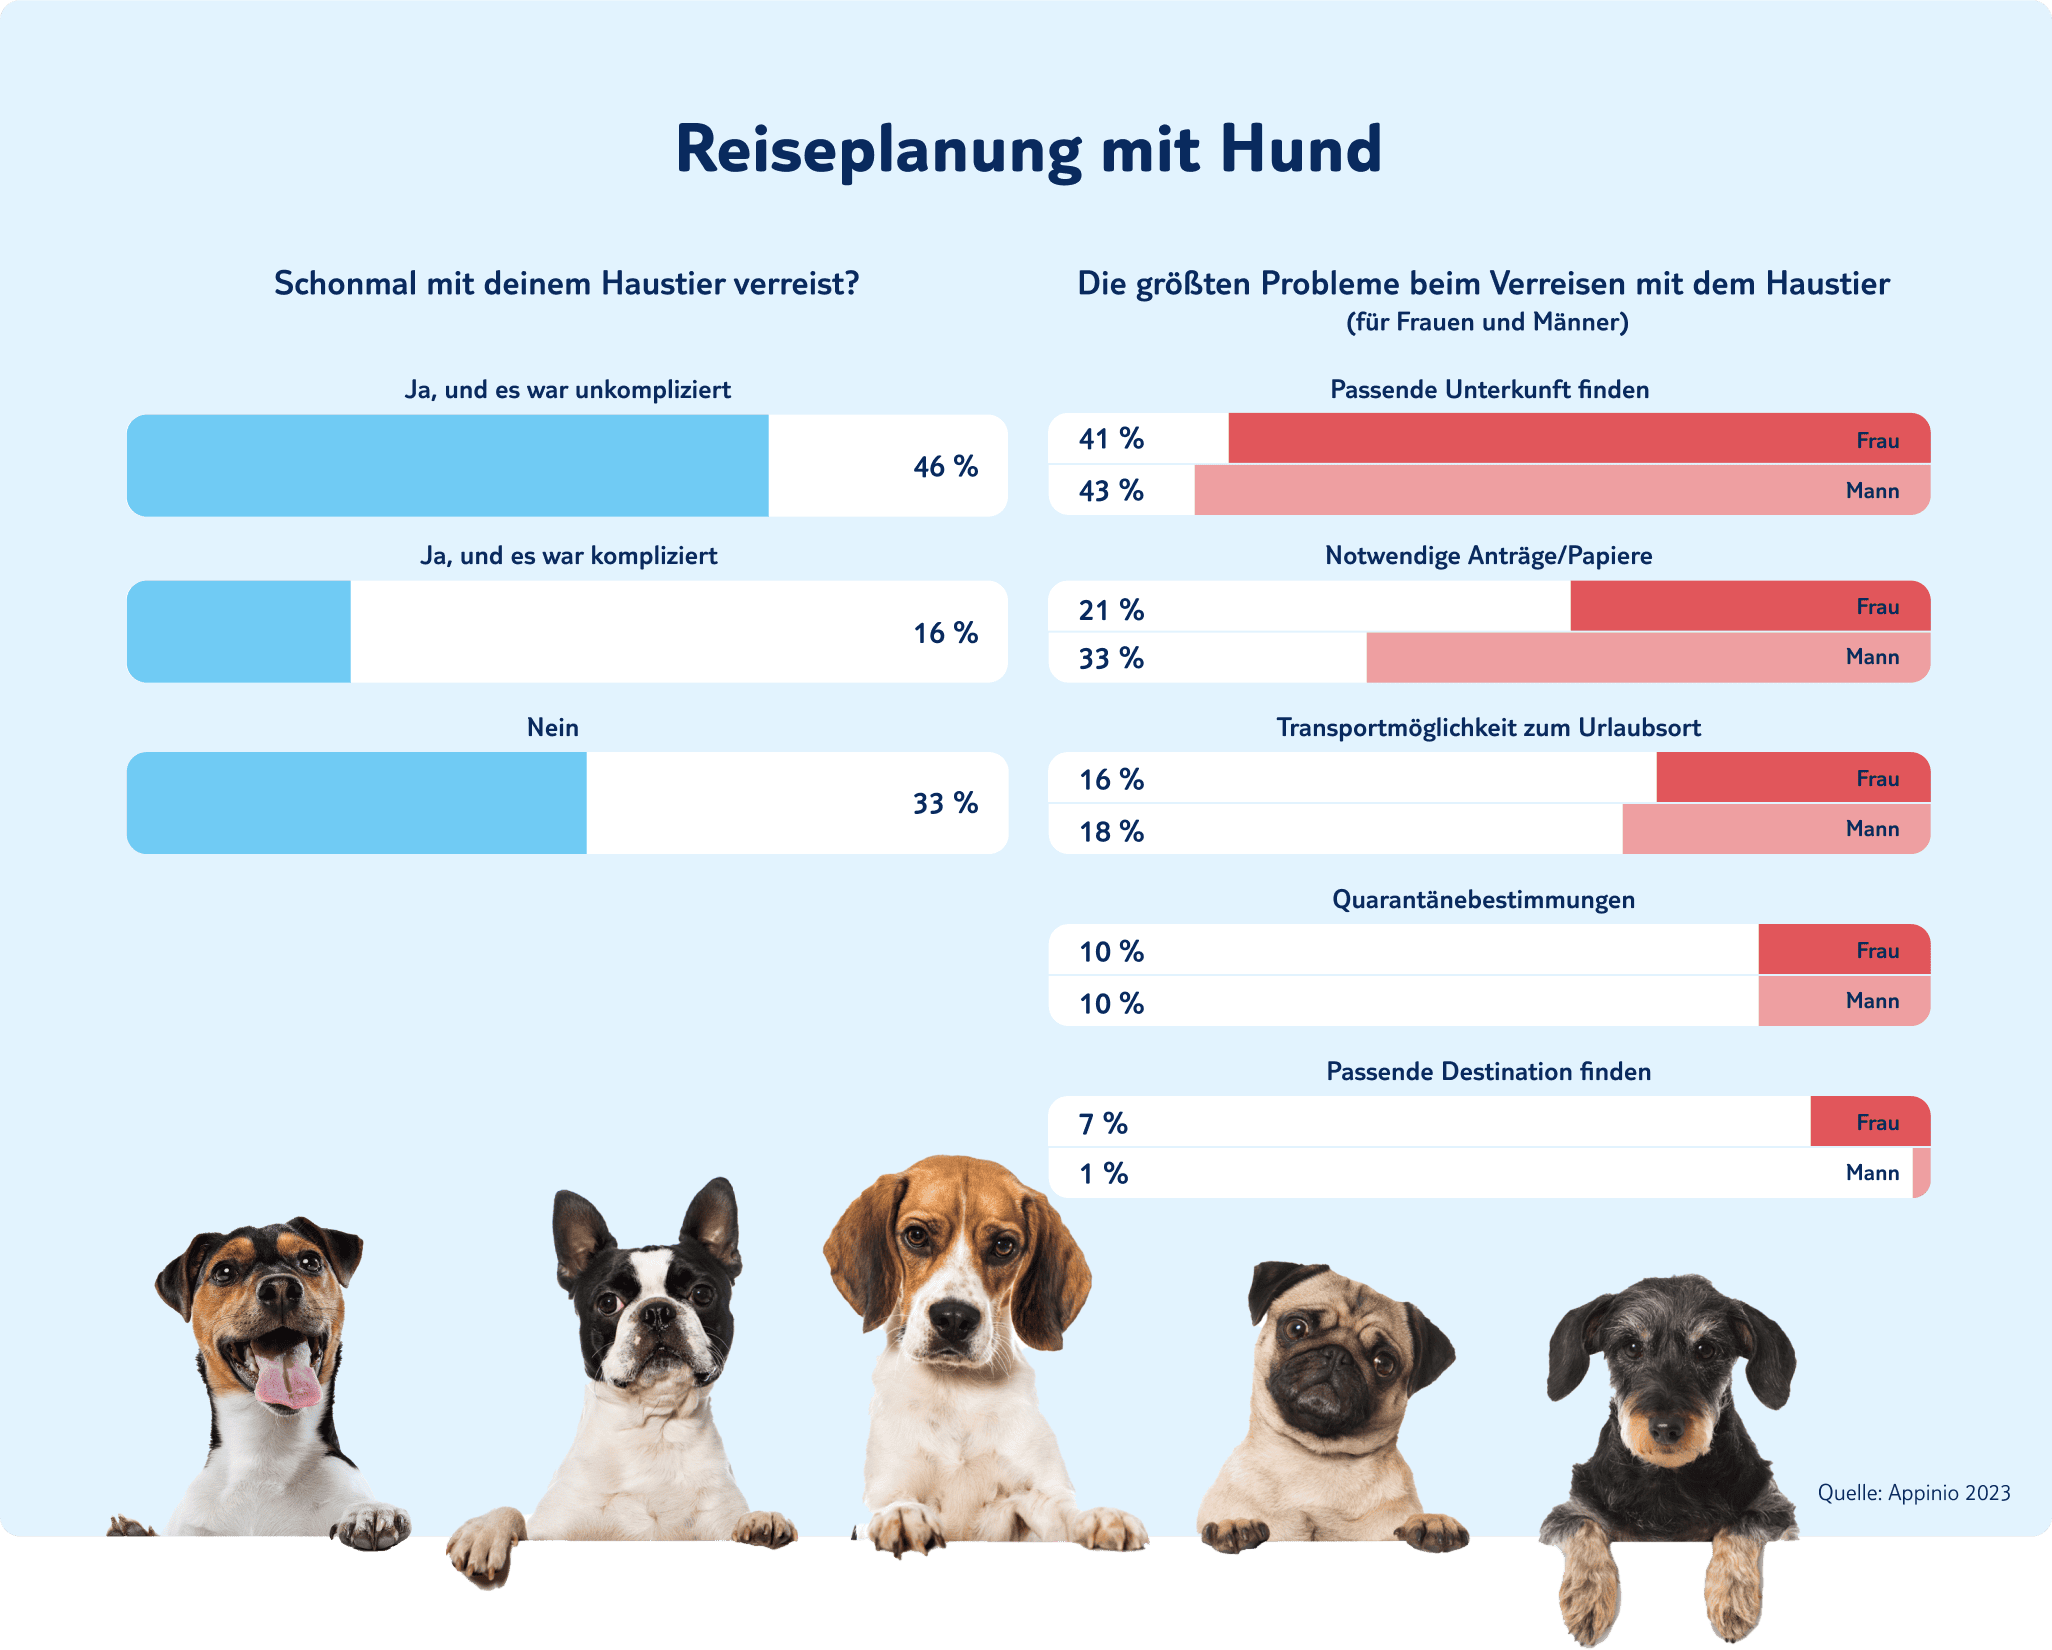 Reiseplanung mit Hund
Schonmal mit deinem Haustier verreist?
Ja, und es war unkompliziert
46 %
Ja, und es war kompliziert
16 %
Nein
33 %
Die größten Probleme beim Verreisen mit dem Haustier
(für Frauen und Männer)
Passende Unterkunft finden
41 % Frau
43 % Mann
Notwendige Anträge/Papiere
21 % Frau
33 % Mann
Transportmöglichkeit zum Urlaubsort
16 % Frau
18 % Mann
Quarantänebestimmungen
10 % Frau
10 % Mann
Passende Destination finden
7 % Frau
1 % Mann
Quelle: Appinio 2023